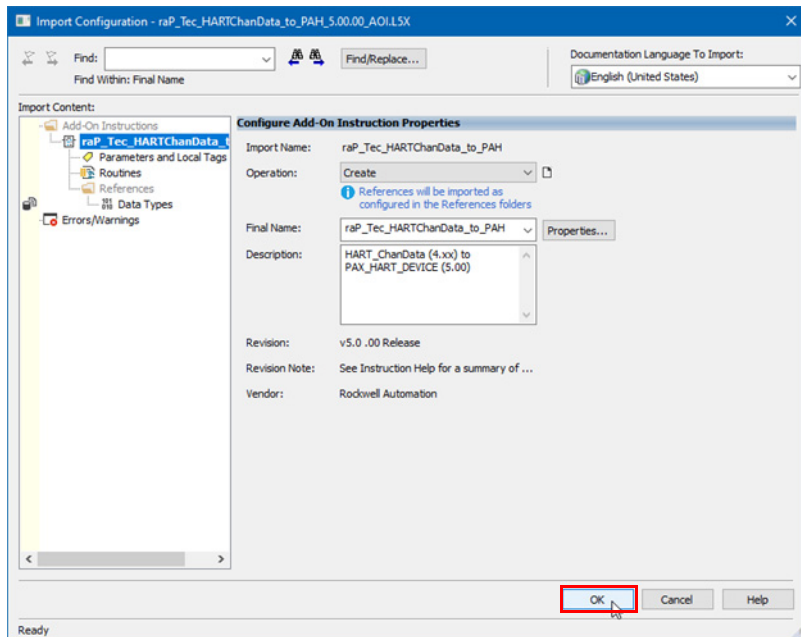 Import Configuration - raP_Tec_HARTChanData_to_PAH_5.00.00_AOI.L5X
Find:
Find/Replace...
Find Within: Final Name
Documentation Language To Import:
English (United States)
Import Content:
Add-On Instructions
raP_Tec_HARTChanData_t
Parameters and Local Tags
Routines
References
Data Types
Errors/Warnings
Configure Add-On Instruction Properties
Import Name: raP_Tec_HARTChanData_to_PAH
Operation: Create
References will be imported as
configured in the References folders
Final Name: raP_Tec_HARTChanData_to_PAH Properties...
Description: HART_ChanData (4.xx) to
PAX_HART_DEVICE (5.00)
Revision: v5.0 .00 Release
Revision Note: See Instruction Help for a summary of ...
Vendor: Rockwell Automation
OK Cancel Help
Ready